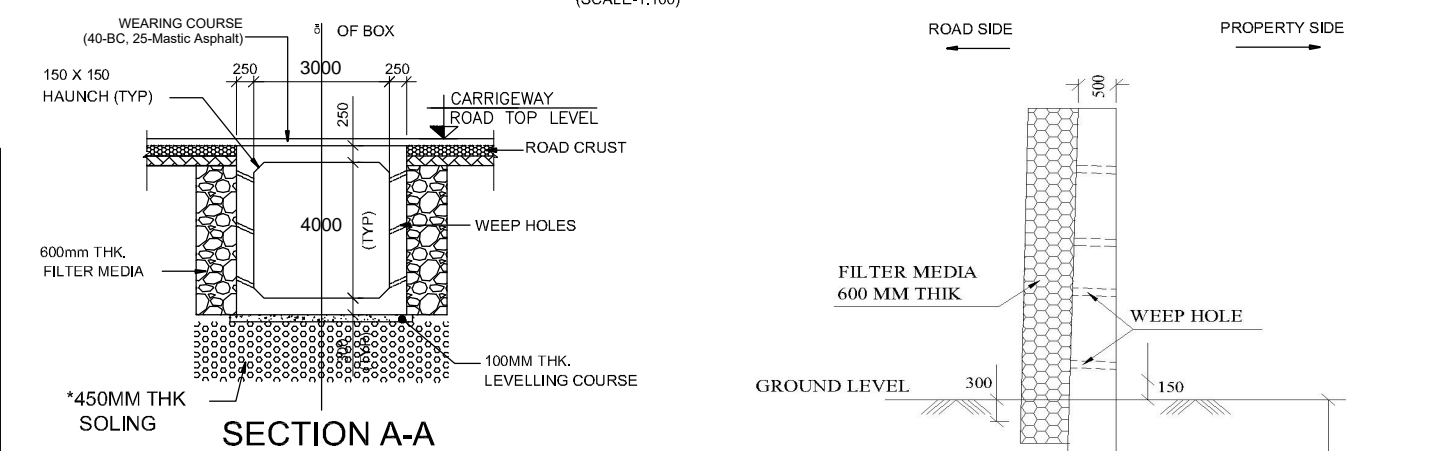 (SCALE-1:100)
WEARING COURSE
(40-BC, 25-Mastic Asphalt)
OF BOX
250
3000
250
150 X 150
HAUNCH (TYP)
250
CARRIGEWAY
ROAD TOP LEVEL
ROAD CRUST
4000
(TYP)
WEEP HOLES
600mm THK.
FILTER MEDIA
100MM THK.
LEVELLING COURSE
*450MM THK
SOLING
SECTION A-A
ROAD SIDE
PROPERTY SIDE
500
FILTER MEDIA
600 MM THIK
WEEP HOLE
GROUND LEVEL
300
150